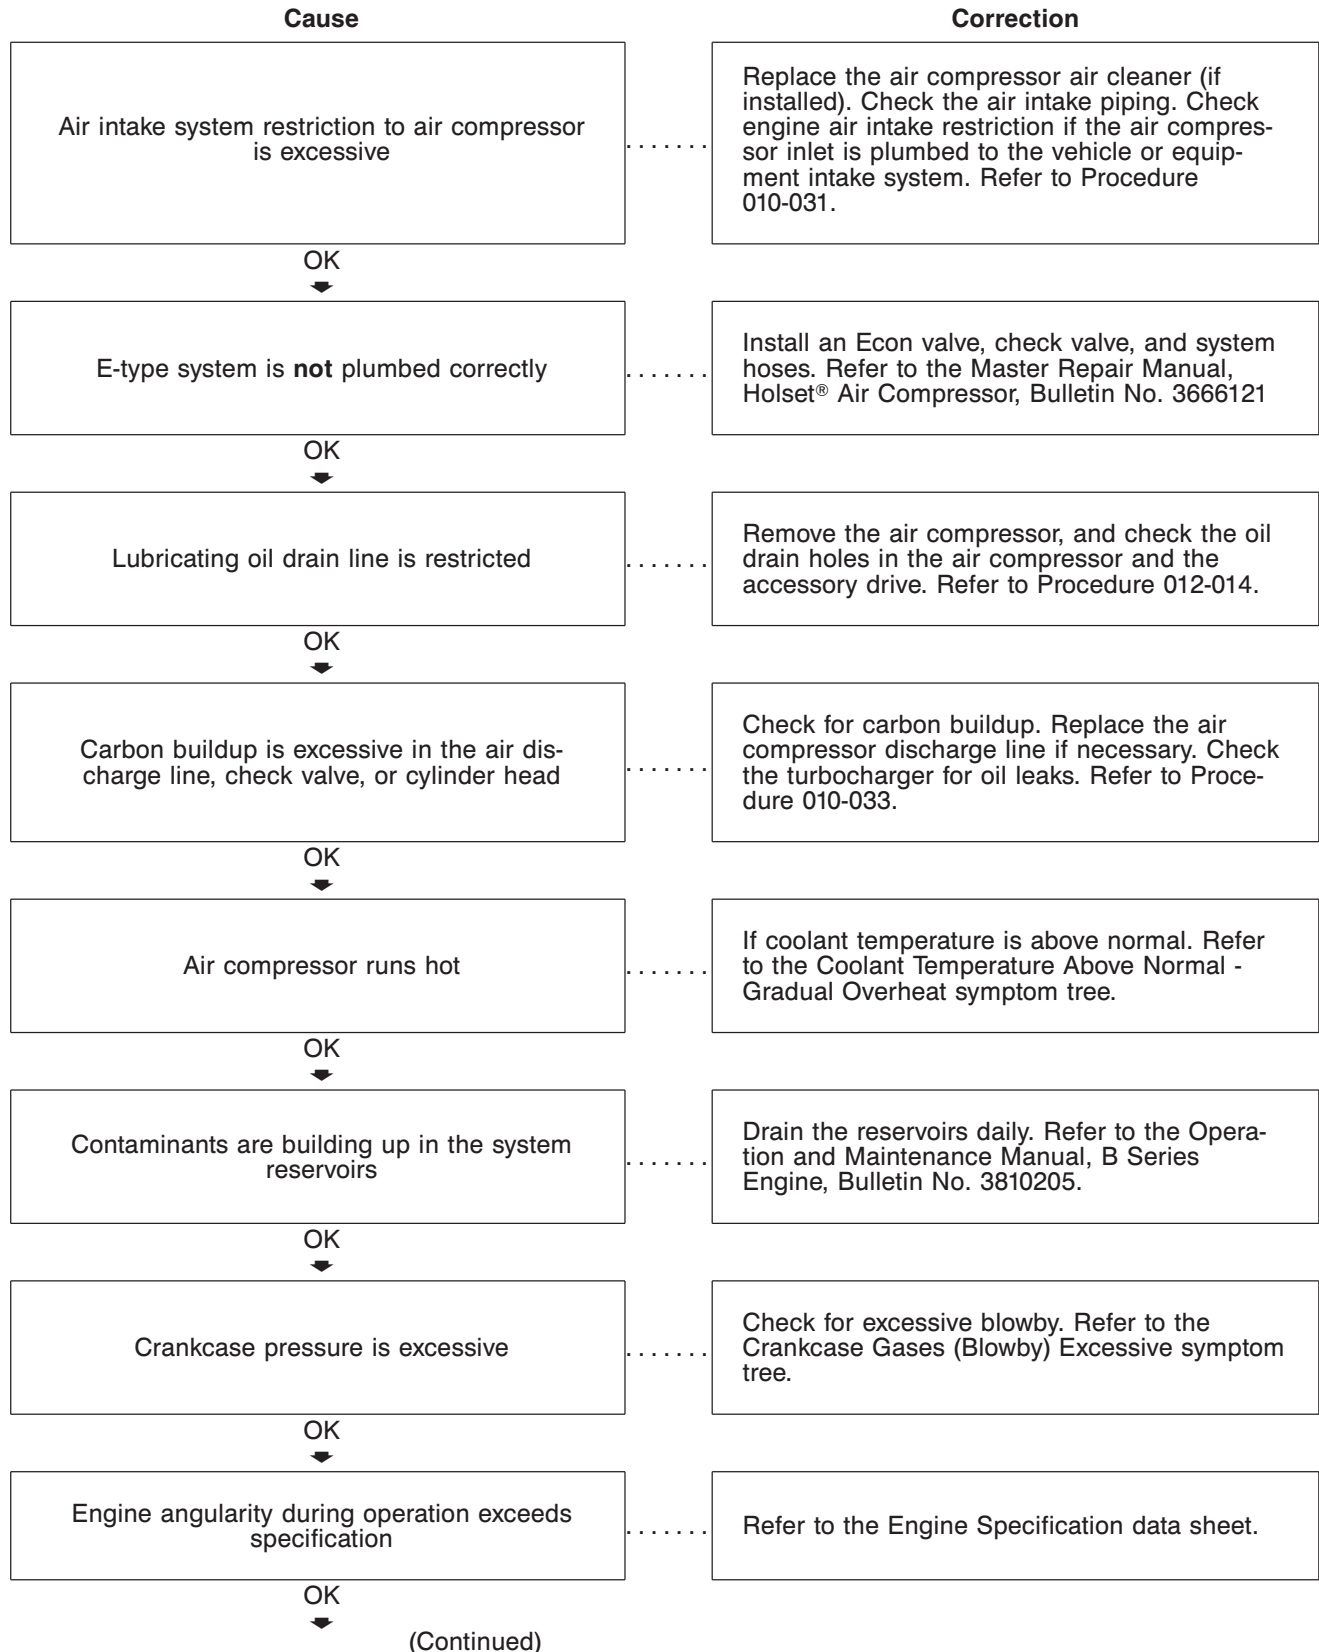 Cause
Correction
Air intake system restriction to air compressor
is excessive
.......
Replace the air compressor air cleaner (if
installed). Check the air intake piping. Check
engine air intake restriction if the air compres-
sor inlet is plumbed to the vehicle or equip-
ment intake system. Refer to Procedure
010-031.
OK
E-type system is not plumbed correctly
.......
Install an Econ valve, check valve, and system
hoses. Refer to the Master Repair Manual,
Holset® Air Compressor, Bulletin No. 3666121
OK
Lubricating oil drain line is restricted
.......
Remove the air compressor, and check the oil
drain holes in the air compressor and the
accessory drive. Refer to Procedure 012-014.
OK
Carbon buildup is excessive in the air dis-
charge line, check valve, or cylinder head
.......
Check for carbon buildup. Replace the air
compressor discharge line if necessary. Check
the turbocharger for oil leaks. Refer to Proce-
dure 010-033.
OK
Air compressor runs hot
.......
If coolant temperature is above normal. Refer
to the Coolant Temperature Above Normal -
Gradual Overheat symptom tree.
OK
Contaminants are building up in the system
reservoirs
.......
Drain the reservoirs daily. Refer to the Opera-
tion and Maintenance Manual, B Series
Engine, Bulletin No. 3810205.
OK
Crankcase pressure is excessive
.......
Check for excessive blowby. Refer to the
Crankcase Gases (Blowby) Excessive symptom
tree.
OK
Engine angularity during operation exceeds
specification
.......
Refer to the Engine Specification data sheet.
OK
(Continued)